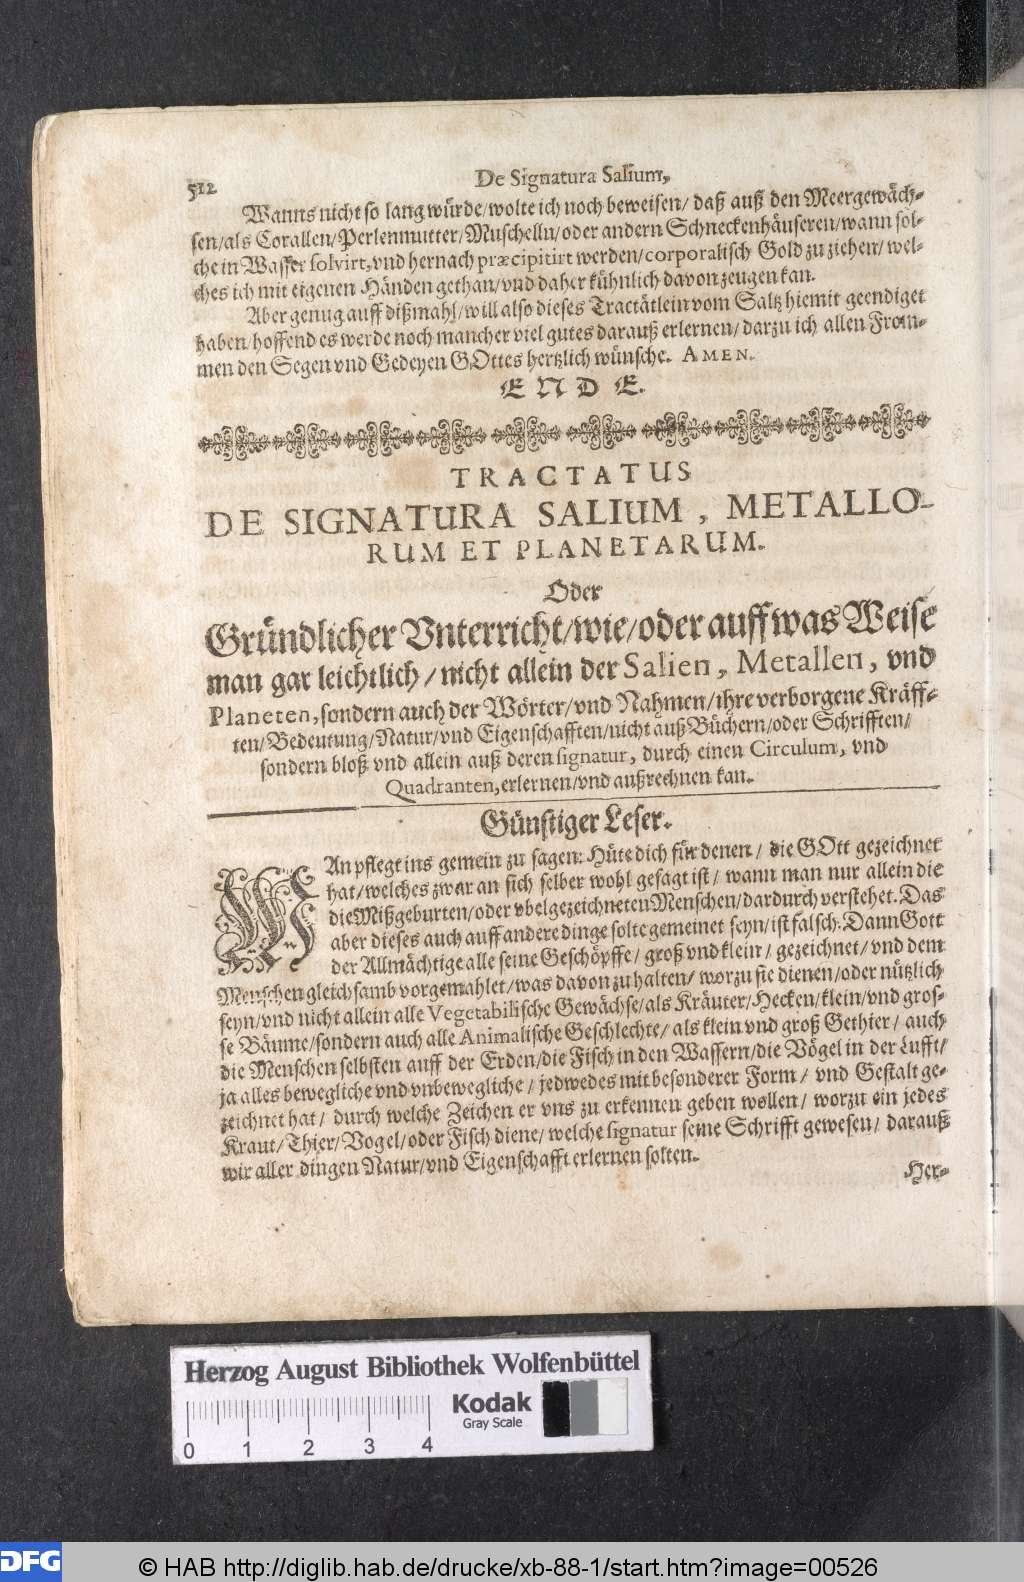 512 De Signatura Salium,
Wanns nicht so lang würde/wolte ich noch beweisen/ daß auß den Meergewäch-
sen/als Corallen/Perlenmutter/Muschelln/oder andern Schneckenhäuseren/wann sol-
che in Wasser solvirt, vnd hernach præcipitirt werden/corporalisch Gold zu ziehen/ wel-
ches ich mit eigenen Händen gethan/vnd daher kühnlich davon zeugen kan.
Aber genug auff dißmahl/will also dieses Tractätlein vom Saltz hiemit geendiget
haben/hoffend es werde noch mancher viel gutes darauß erlernen/ darzu ich allen From-
men den Segen vnd Gedeyen GOttes hertzlich wünsche. AMEN.
ENDE.
TRACTATUS
DE SIGNATURA SALIUM, METALLO-
RUM ET PLANETARUM.
Oder
Gründlicher Vnterricht/wie/oder auff was Weise
man gar leichtlich/ nicht allein der Salien, Metallen, vnd
Planeten, sondern auch der Wörter/vnd Nahmen/ihre verborgene Kräff-
ten/Bedeutung/Natur/vnd Eigenschafften/nicht auß Büchern/oder Schrifften/
sondern bloß vnd allein auß deren signatur, durch einen Circulum, vnd
Quadranten, erlernen/vnd außrechnen kan.
Günstiger Leser.
MAn pflegt ins gemein zu sagen: Hüte dich für denen/ die GOtt gezeichnet
hat/welches zwar an sich selber wohl gesagt ist/ wann man nur allein die
die Mißgeburten/oder vbelgezeichneten Menschen/dardurch verstehet. Das
aber dieses auch auff andere dinge solte gemeinet seyn/ist falsch: Dann Gott
der Allmächtige alle seine Geschöpffe/ groß vnd klein/ gezeichnet/vnd dem
Menschen gleichsamb vorgemahlet/was davon zu halten/ worzu sie dienen/oder nützlich
seyn/vnd nicht allein alle Vegetabilische Gewächse/als Kräuter/Hecken/klein/vnd gros-
se Bäume/sondern auch alle Animalische Geschlechte/ als klein vnd groß Gethier/ auch
die Menschen selbsten auff der Erden/die Fisch in den Wassern/die Vögel in der Lufft/
ja alles bewegliche vnd vnbewegliche/ jedwedes mit besonderer Form/ vnd Gestalt ge-
zeichnet hat/ durch welche Zeichen er vns zu erkennen geben wollen/ worzu ein jedes
Kraut/Thier/Vogel/oder Fisch diene/ welche signatur seine Schrifft gewesen/ darauß
wir aller dingen Natur/vnd Eigenschafft erlernen solten.
Her-
Herzog August Bibliothek Wolfenbüttel
Kodak
Gray Scale
0 1 2 3 4
DFG © HAB http://diglib.hab.de/drucke/xb-88-1/start.htm?image=00526